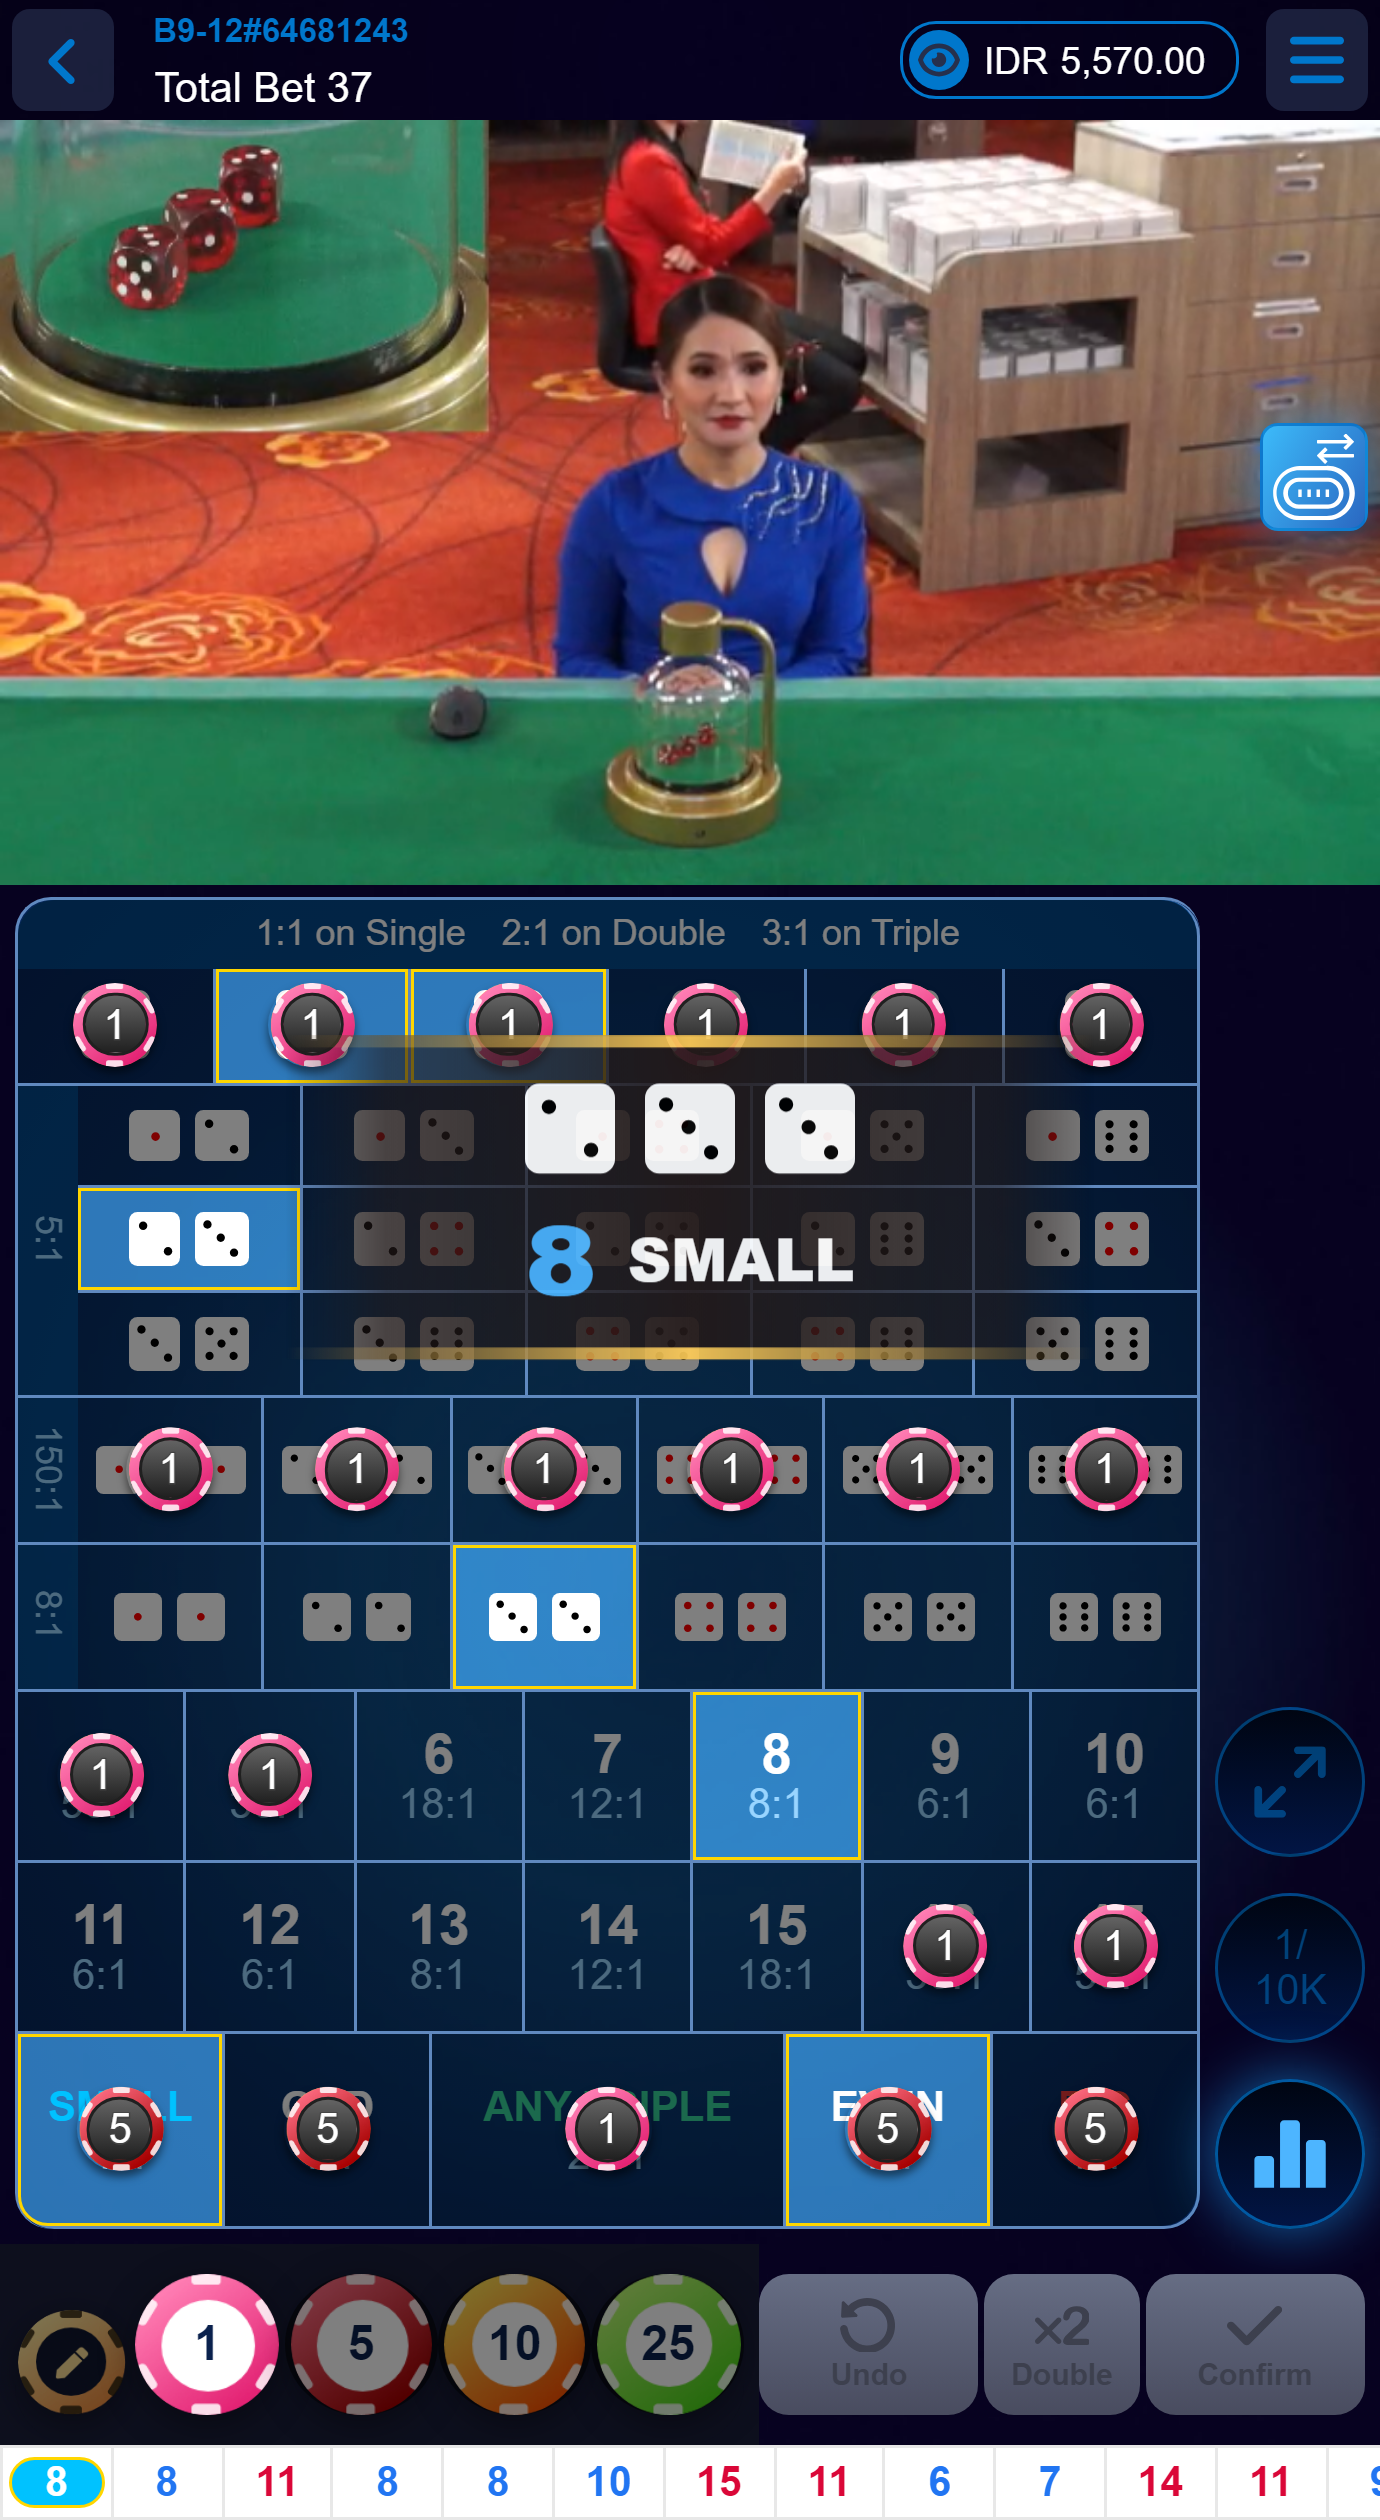 B9-12#64681243
Total Bet 37
IDR 5,570.00
1:1 on Single 2:1 on Double 3:1 on Triple
1 1 1 1 1 1
5:1
8 SMALL
150:1
1 1 1 1 1 1
8:1
1 1 6 7 8 9 10
18:1 12:1 8:1 6:1 6:1
11 12 13 14 15 1 1
6:1 6:1 8:1 12:1 18:1
1/
10K
5 5 1 5 5
1 5 10 25
x2
Undo Double Confirm
8 8 11 8 8 10 15 11 6 7 14 11